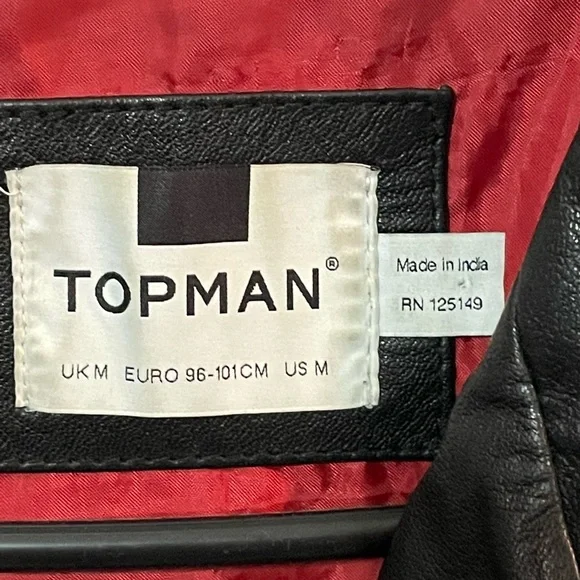 TOPMAN®
UK M EURO 96-101CM US M
Made in India
RN 125149